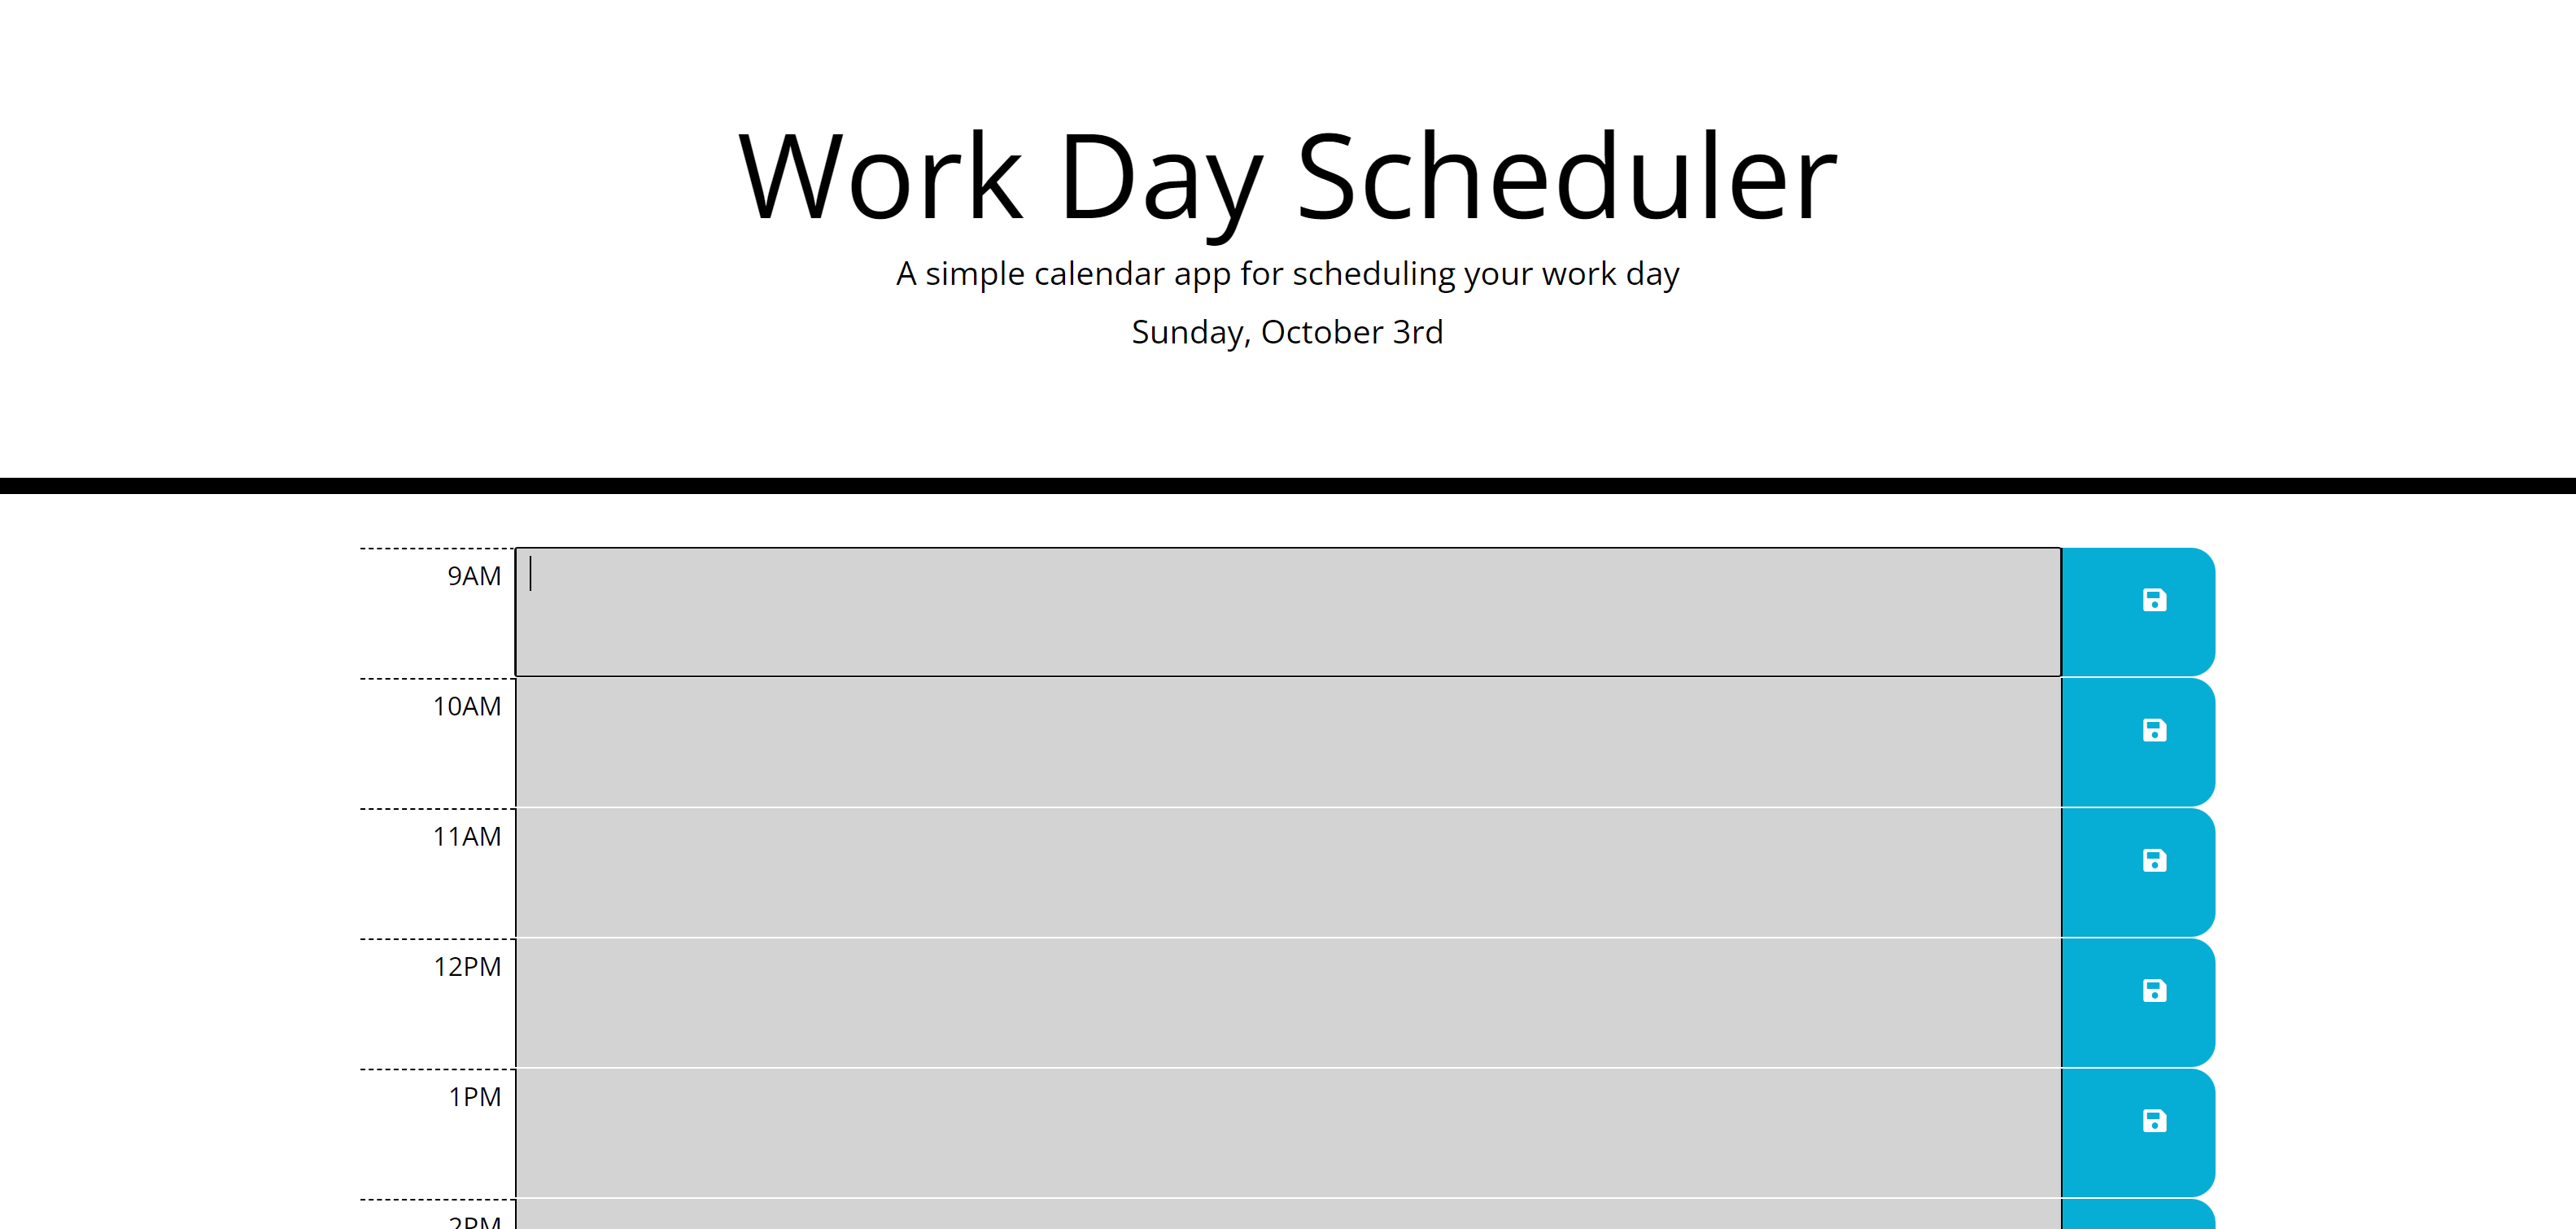 Work Day Scheduler
A simple calendar app for scheduling your work day
Sunday, October 3rd
9AM
10AM
11AM
12PM
1PM
2PM